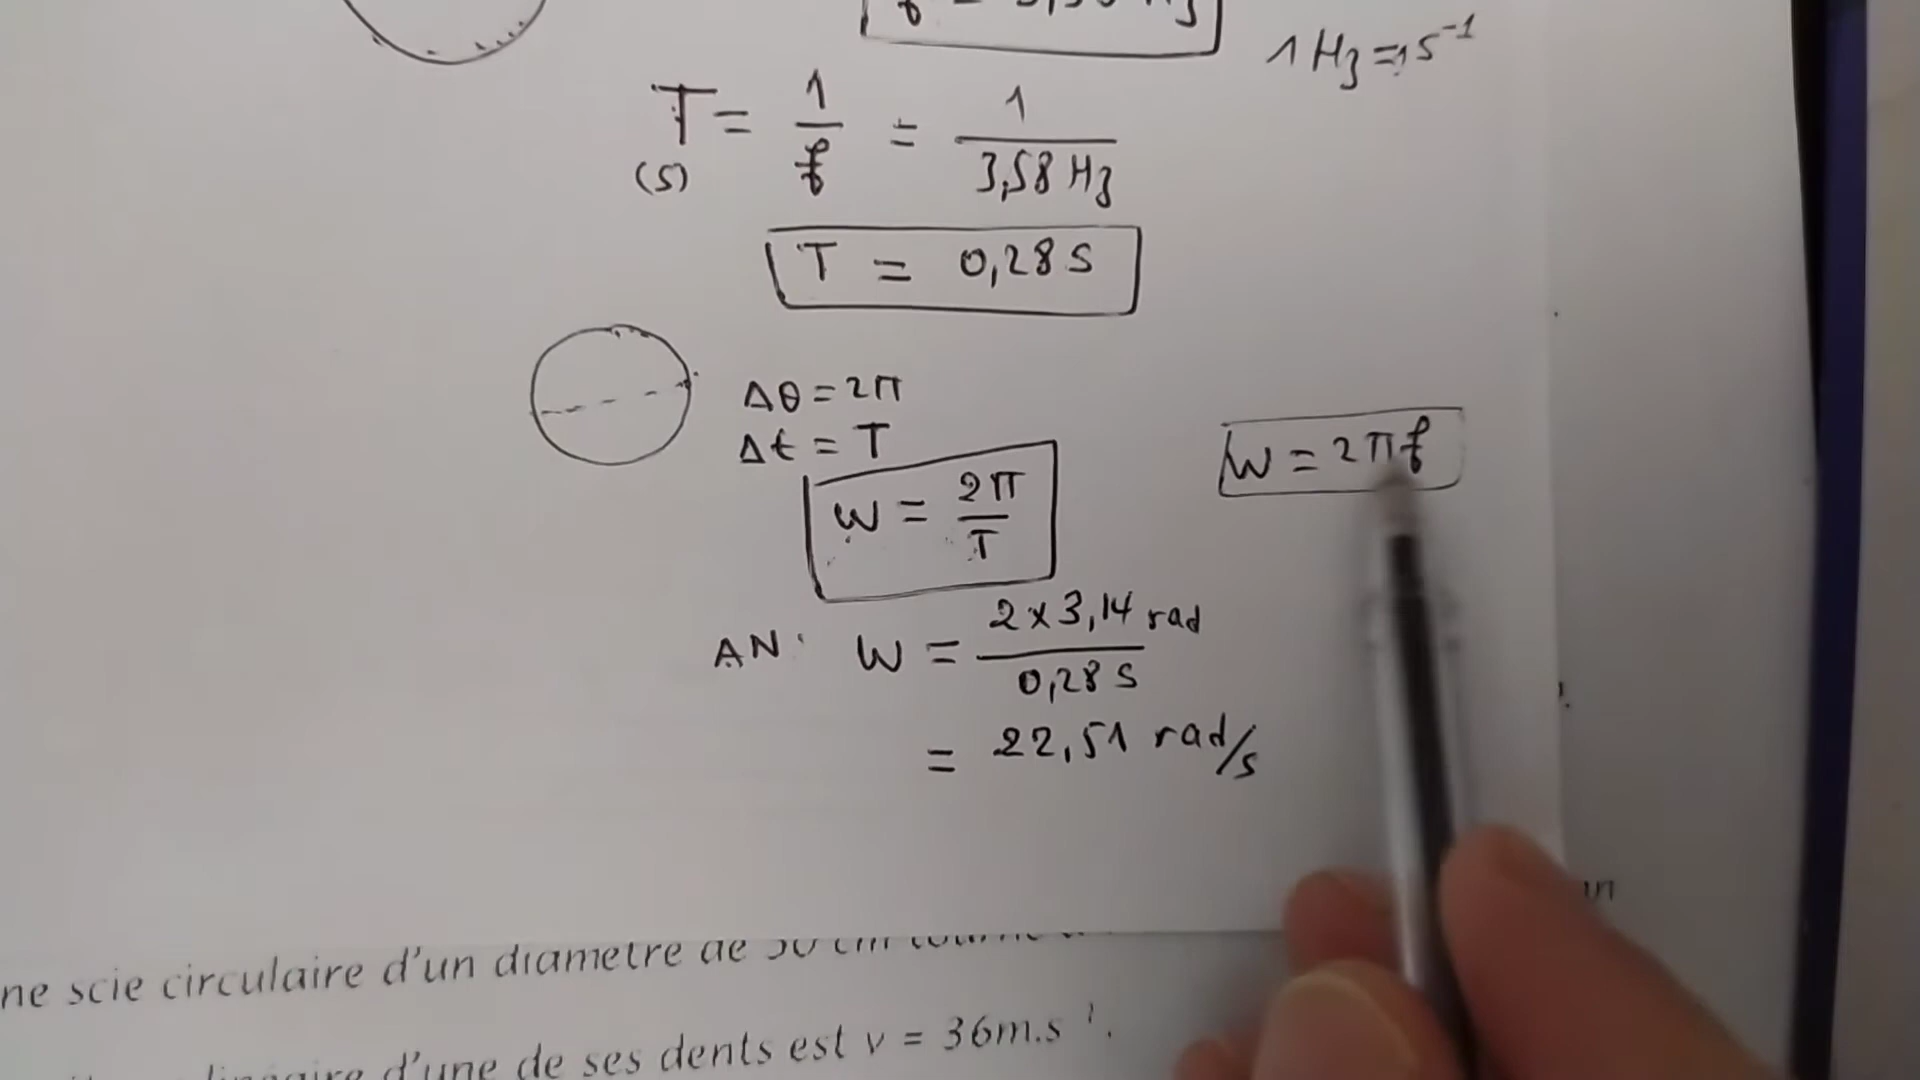 1 Hz = 1 s⁻¹
T = 1/f = 1/3,58 Hz
(s)
T = 0,28 s
Δθ = 2π
Δt = T
W = 2π/T
W = 2πf
AN: W = 2 x 3,14 rad / 0,28 s
= 22,51 rad/s
ne scie circulaire d'un diamètre de
d'une de ses dents est v = 36m.s⁻¹.